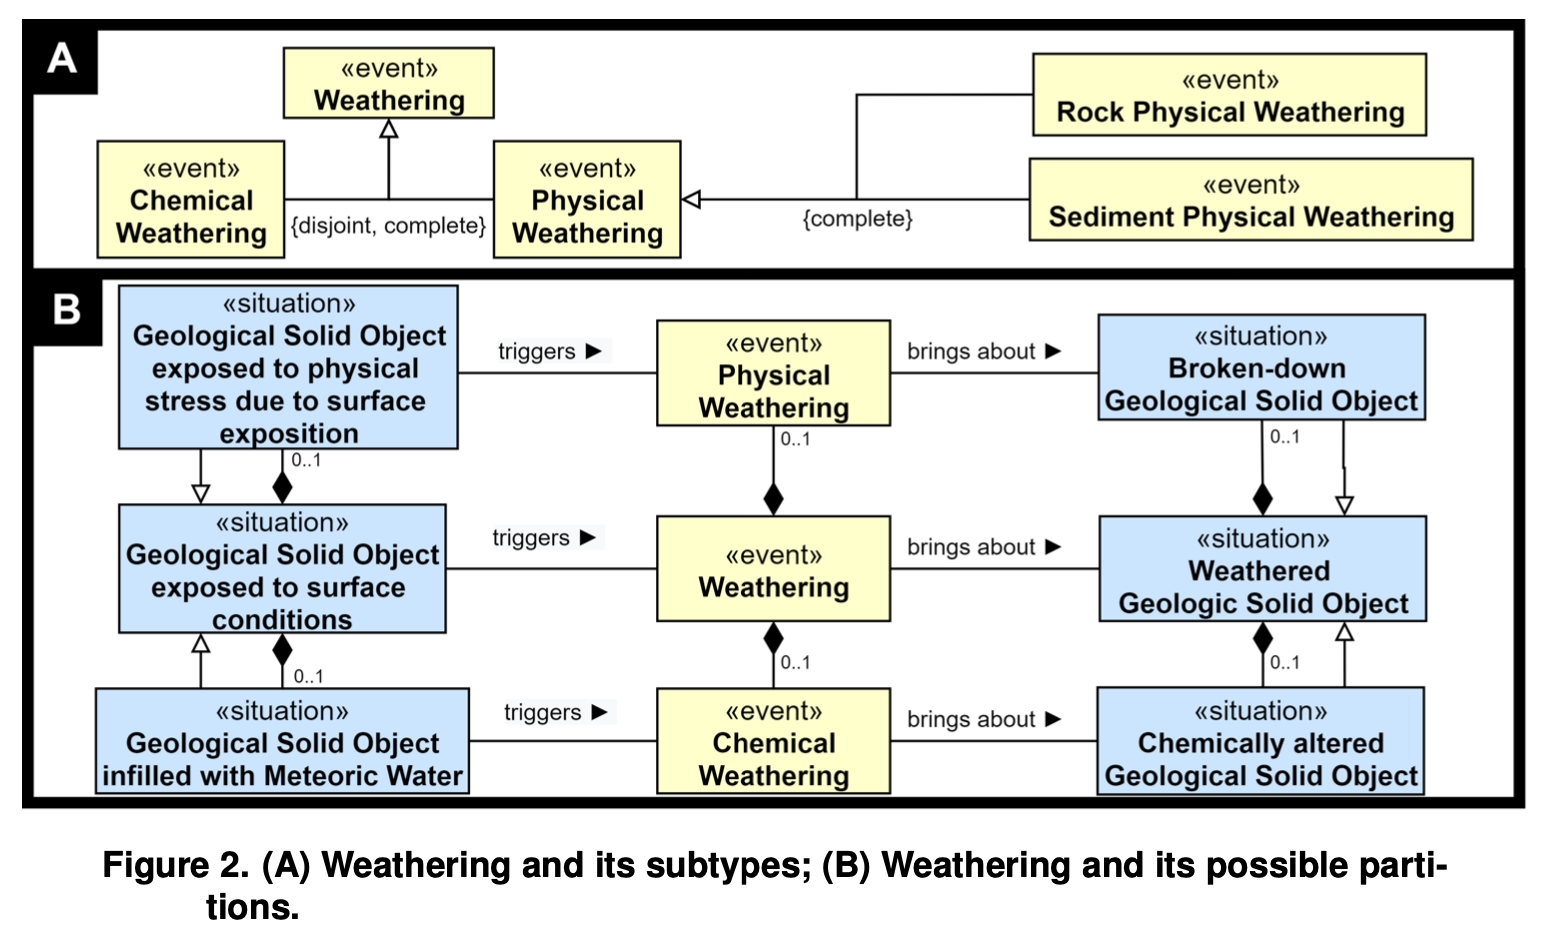 A
«event»
Weathering
«event»
Chemical
Weathering
{disjoint, complete}
«event»
Physical
Weathering
{complete}
«event»
Rock Physical Weathering
«event»
Sediment Physical Weathering
B
«situation»
Geological Solid Object
exposed to physical
stress due to surface
exposition
triggers ►
«event»
Physical
Weathering
brings about ►
«situation»
Broken-down
Geological Solid Object
0..1
0..1
0..1
«situation»
Geological Solid Object
exposed to surface
conditions
triggers ►
«event»
Weathering
brings about ►
«situation»
Weathered
Geologic Solid Object
0..1
0..1
0..1
«situation»
Geological Solid Object
infilled with Meteoric Water
triggers ►
«event»
Chemical
Weathering
brings about ►
«situation»
Chemically altered
Geological Solid Object
Figure 2. (A) Weathering and its subtypes; (B) Weathering and its possible parti-
tions.